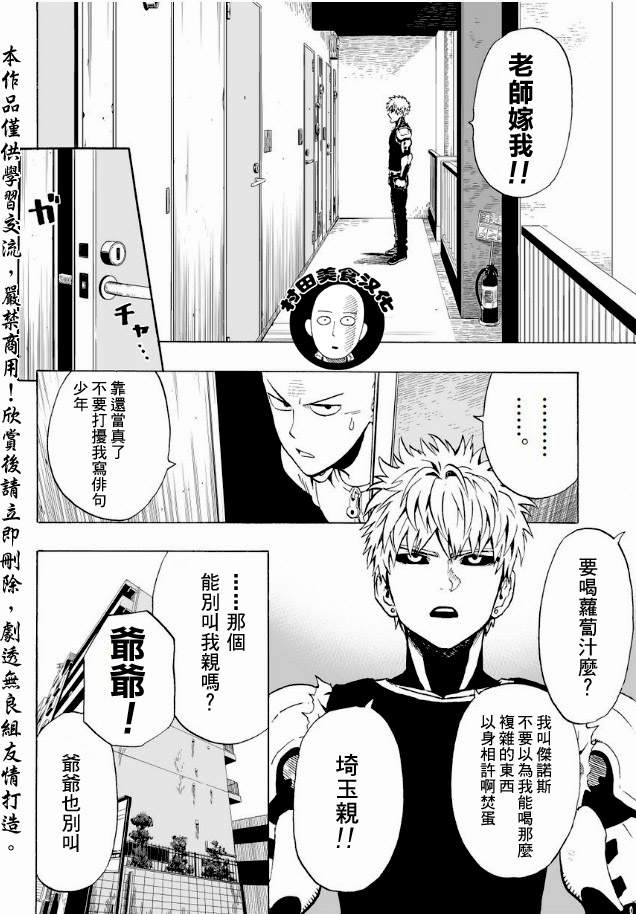 老師嫁我!!
ガ
チャ…
村田美食汉化
……。
靠還當真了
不要打擾我寫俳句
少年
要喝蘿蔔汁麼?
我叫傑諾斯
不要以為我能喝那麼
複雜的東西
以身相許啊焚蛋
埼玉親!!
……那個
能別叫我親嗎?
爺爺!
爺爺也別叫
本作品僅供學習交流，嚴禁商用！欣賞後請立即刪除，劇透無良組友情打造。